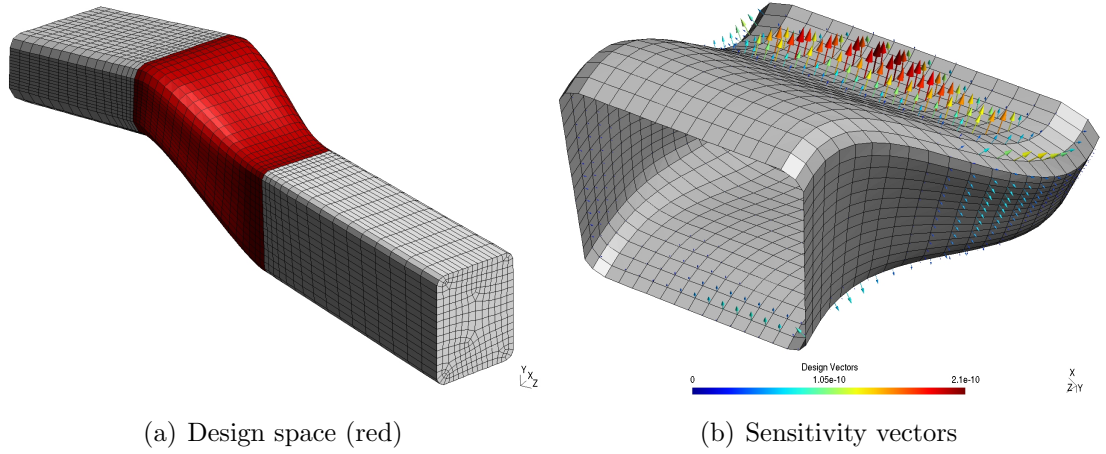 Y
X
Z
Design Vectors
0 1.05e-10 2.1e-10
X
Z Y
(a) Design space (red)
(b) Sensitivity vectors